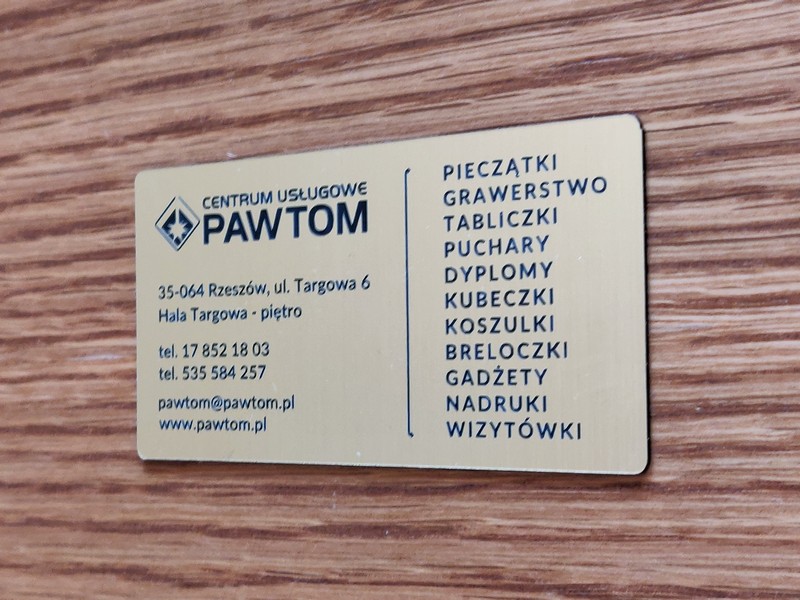 CENTRUM USŁUGOWE
PAWTOM
35-064 Rzeszów, ul. Targowa 6
Hala Targowa - piętro
tel. 17 852 18 03
tel. 535 584 257
pawtom@pawtom.pl
www.pawtom.pl
PIECZĄTKI
GRAWERSTWO
TABLICZKI
PUCHARY
DYPLOMY
KUBECZKI
KOSZULKI
BRELOCZKI
GADŻETY
NADRUKI
WIZYTÓWKI